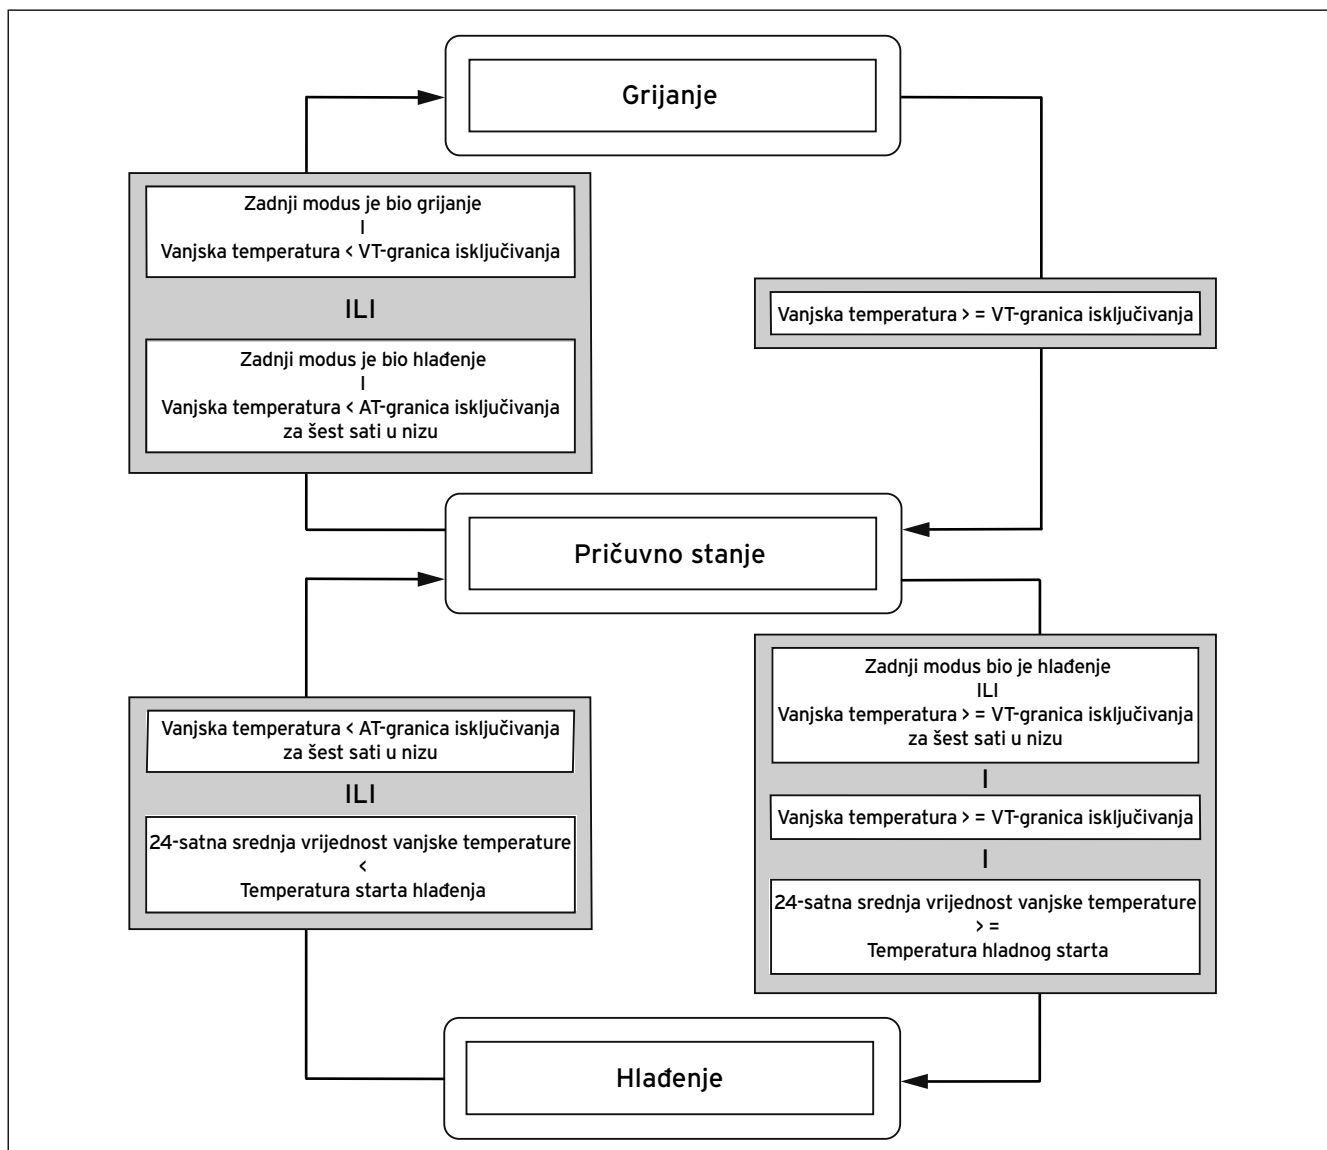 Grijanje
Zadnji modus je bio grijanje
I
Vanjska temperatura < VT-granica isključivanja
ILI
Zadnji modus je bio hlađenje
I
Vanjska temperatura < AT-granica isključivanja
za šest sati u nizu
Vanjska temperatura > = VT-granica isključivanja
Pričuvno stanje
Vanjska temperatura < AT-granica isključivanja
za šest sati u nizu
ILI
24-satna srednja vrijednost vanjske temperature
<
Temperatura starta hlađenja
Zadnji modus bio je hlađenje
ILI
Vanjska temperatura > = VT-granica isključivanja
za šest sati u nizu
I
Vanjska temperatura > = VT-granica isključivanja
I
24-satna srednja vrijednost vanjske temperature
> =
Temperatura hladnog starta
Hlađenje